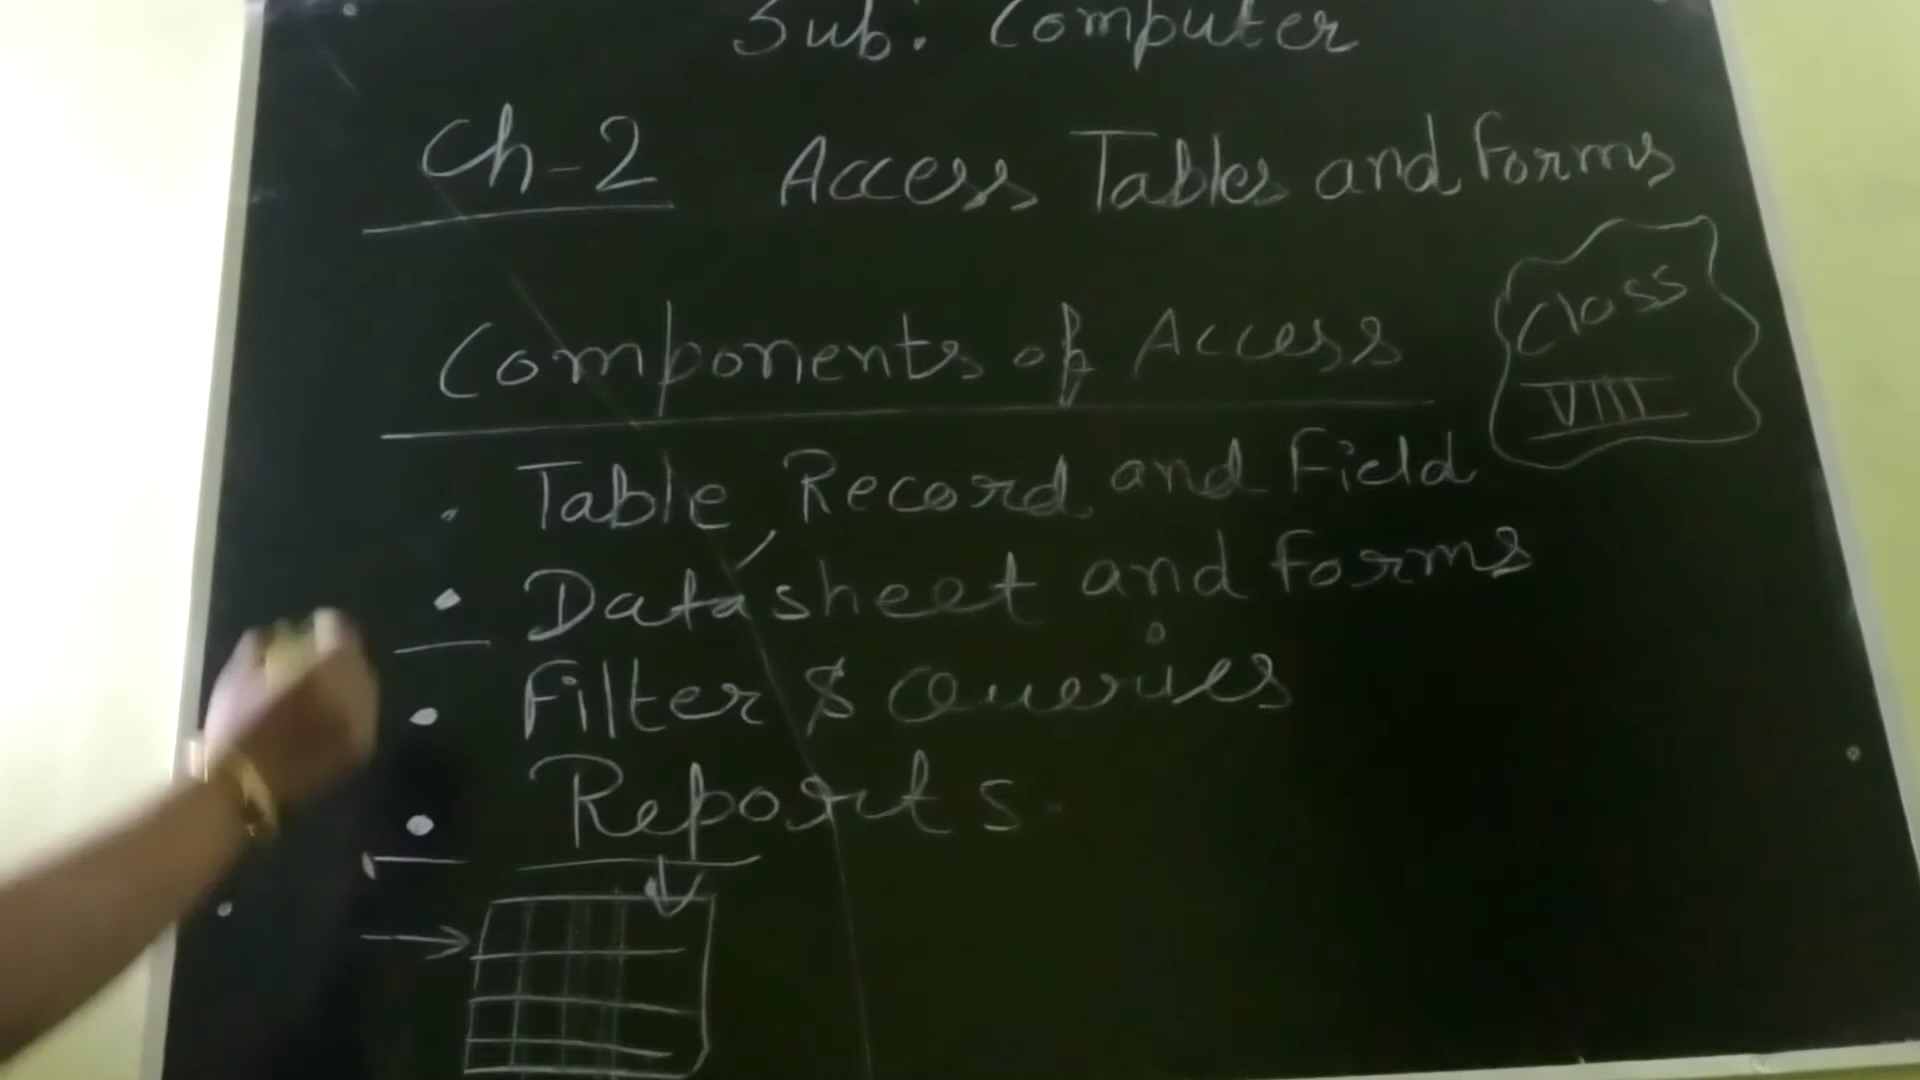 Sub: Computer
Ch-2 Access Tables and Forms
Class
VIII
Components of Access
• Table, Record and Field
• Datasheet and Forms
• Filter & Queries
• Reports.